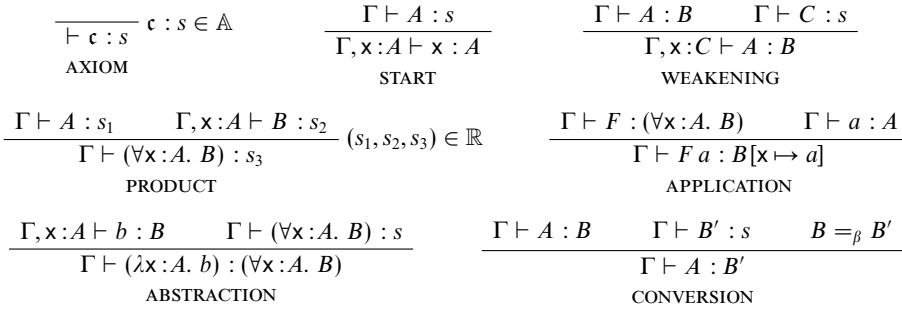 ⊢ 𝔠 : s   𝔠 : s ∈ 𝔸
AXIOM
Γ ⊢ A : s
Γ, x : A ⊢ x : A
START
Γ ⊢ A : B   Γ ⊢ C : s
Γ, x : C ⊢ A : B
WEAKENING
Γ ⊢ A : s₁   Γ, x : A ⊢ B : s₂
(s₁, s₂, s₃) ∈ ℝ
Γ ⊢ (∀x : A. B) : s₃
PRODUCT
Γ ⊢ F : (∀x : A. B)   Γ ⊢ a : A
Γ ⊢ F a : B[x ↦ a]
APPLICATION
Γ, x : A ⊢ b : B   Γ ⊢ (∀x : A. B) : s
Γ ⊢ (λx : A. b) : (∀x : A. B)
ABSTRACTION
Γ ⊢ A : B   Γ ⊢ B′ : s   B =β B′
Γ ⊢ A : B′
CONVERSION